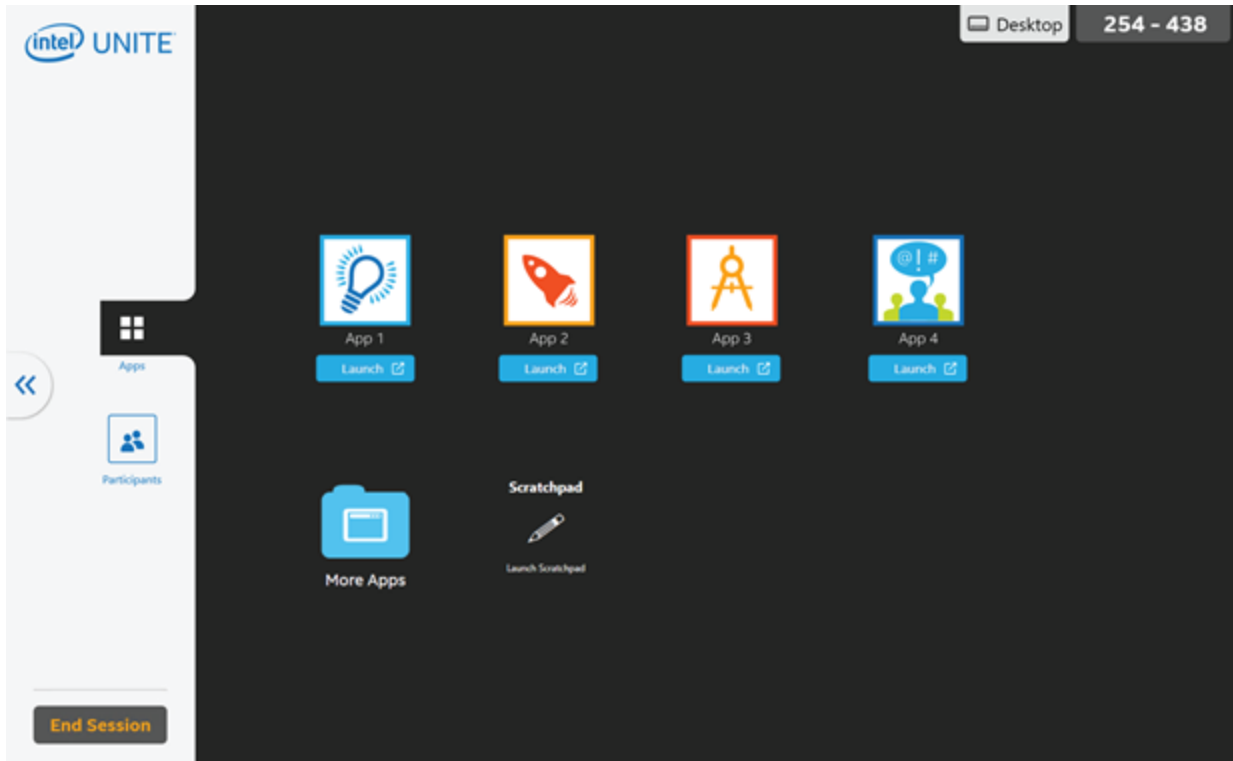 intel UNITE
Desktop
254 - 438
@!#
App 1
App 2
App 3
App 4
Launch
Launch
Launch
Launch
Apps
Participants
Scratchpad
More Apps
Launch Scratchpad
End Session